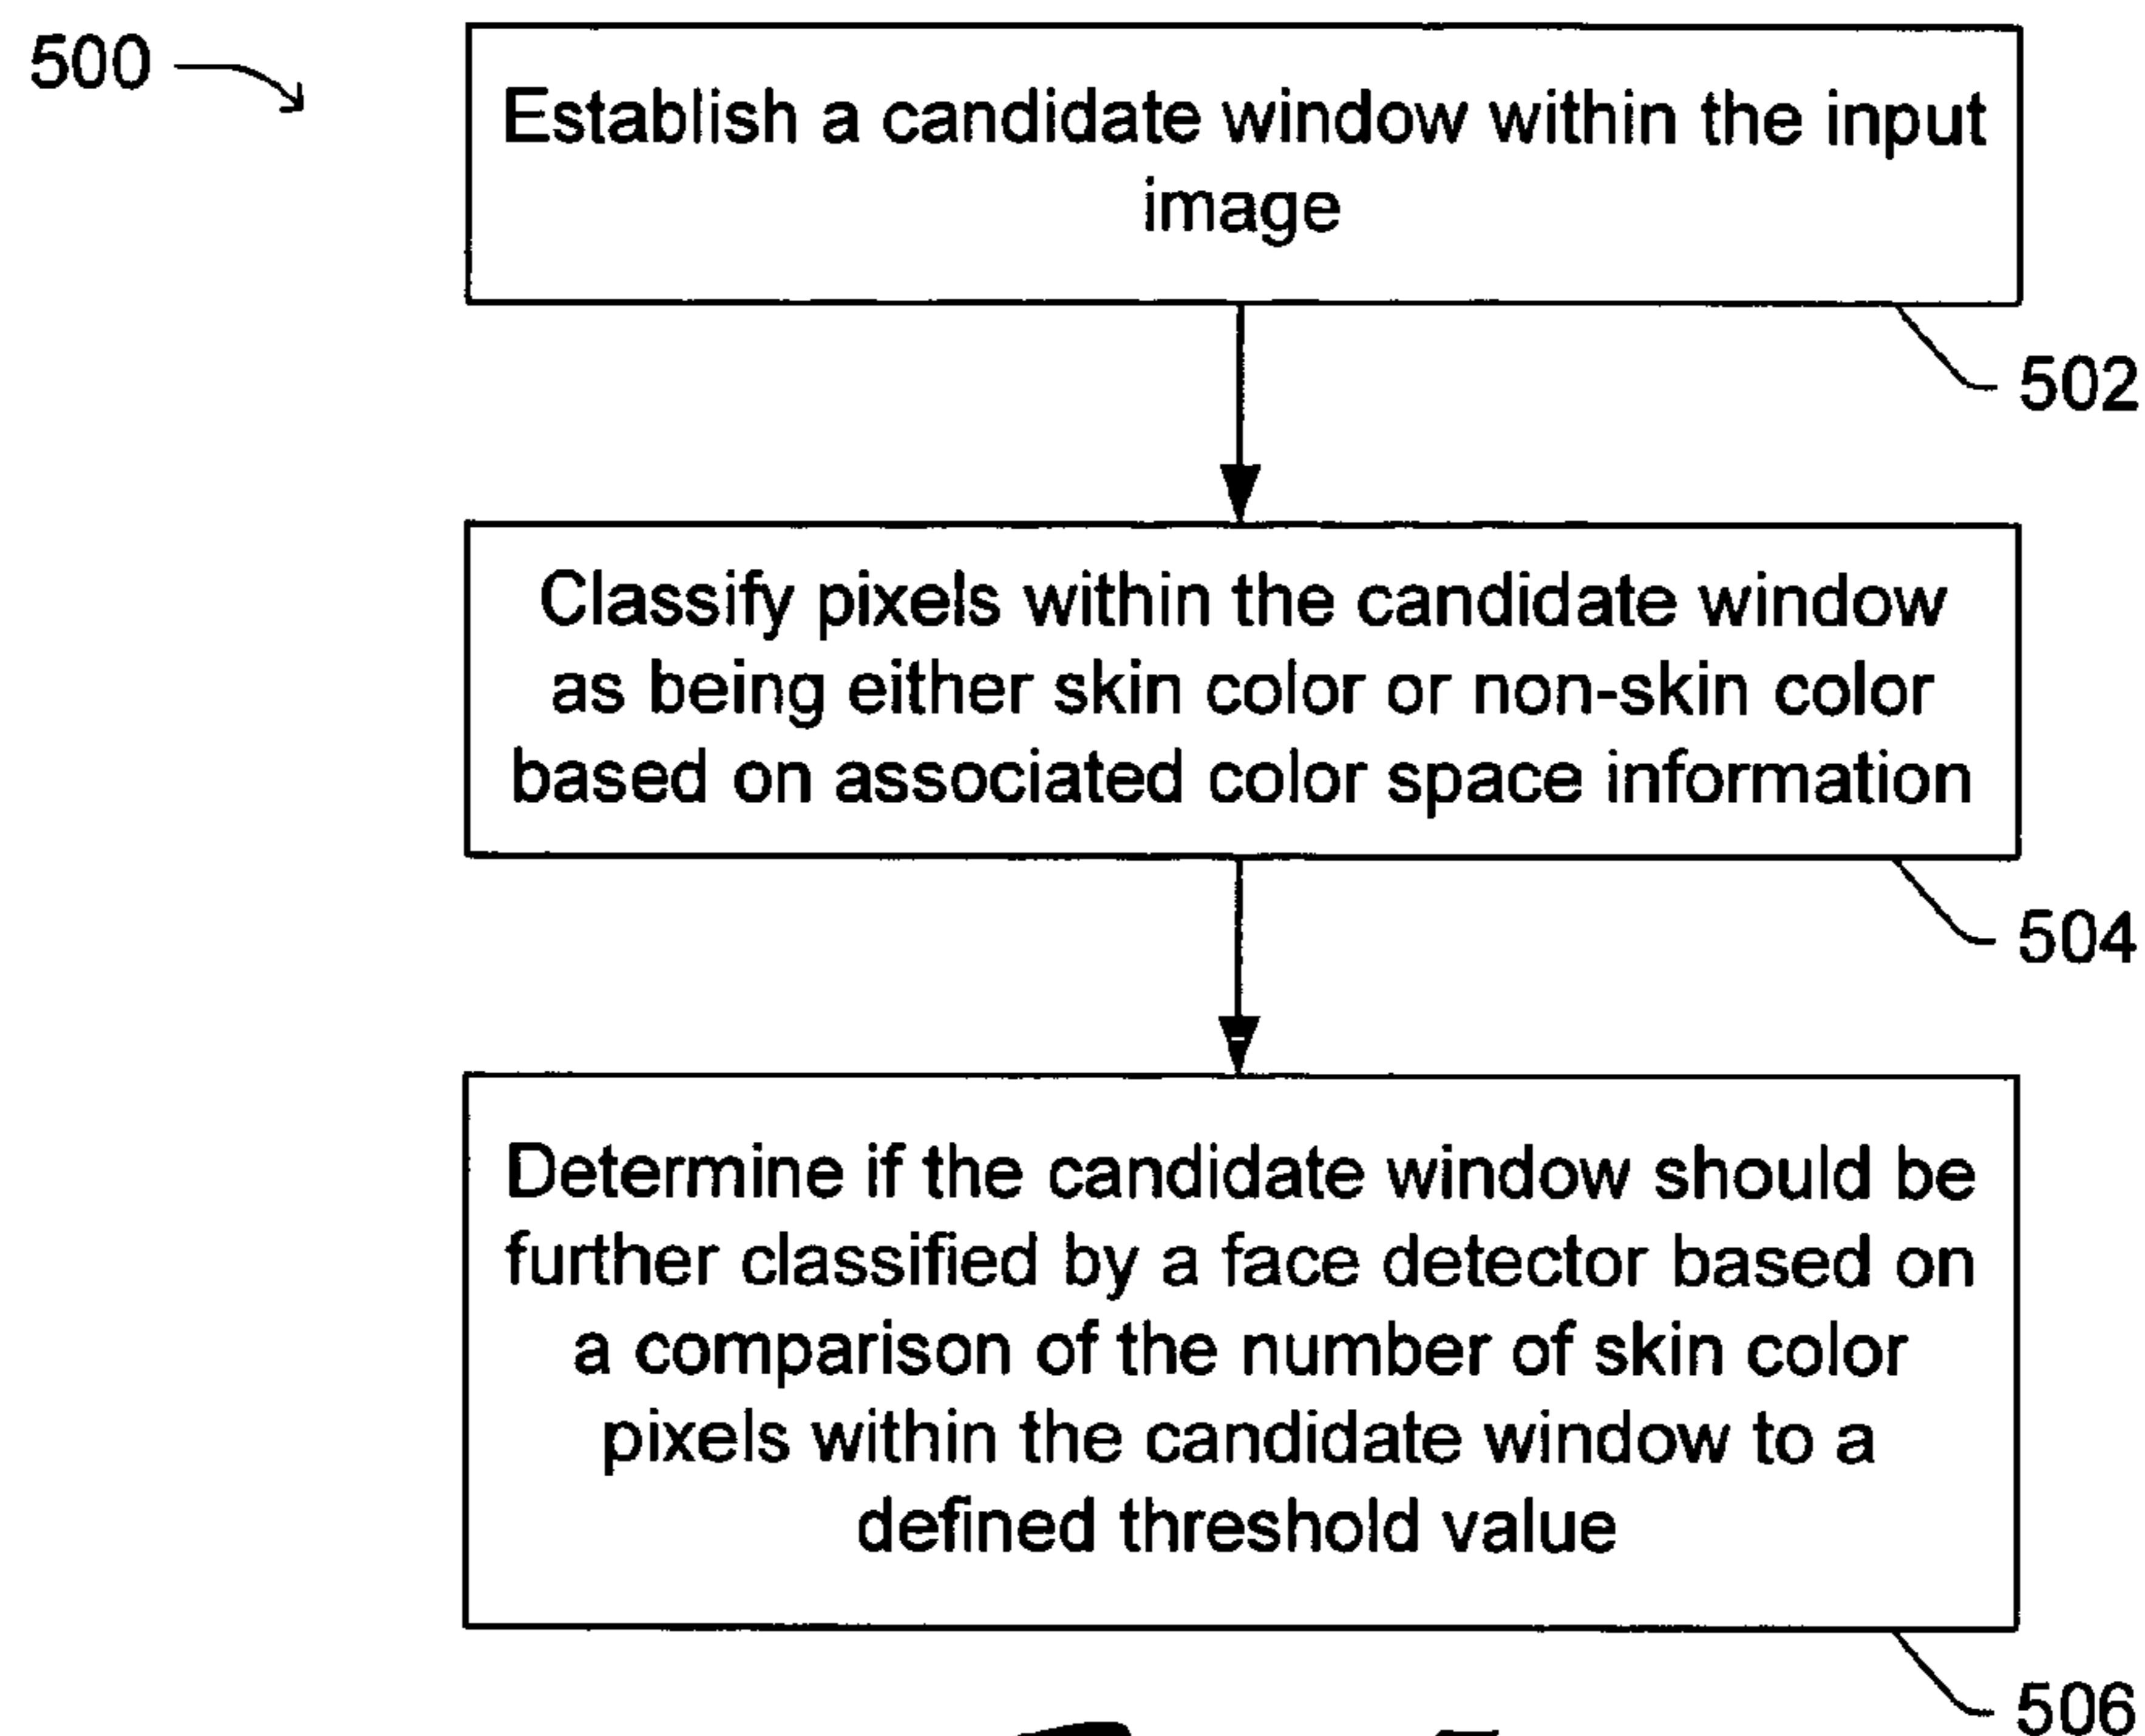 500
Establish a candidate window within the input
image
502
Classify pixels within the candidate window
as being either skin color or non-skin color
based on associated color space information
504
Determine if the candidate window should be
further classified by a face detector based on
a comparison of the number of skin color
pixels within the candidate window to a
defined threshold value
506